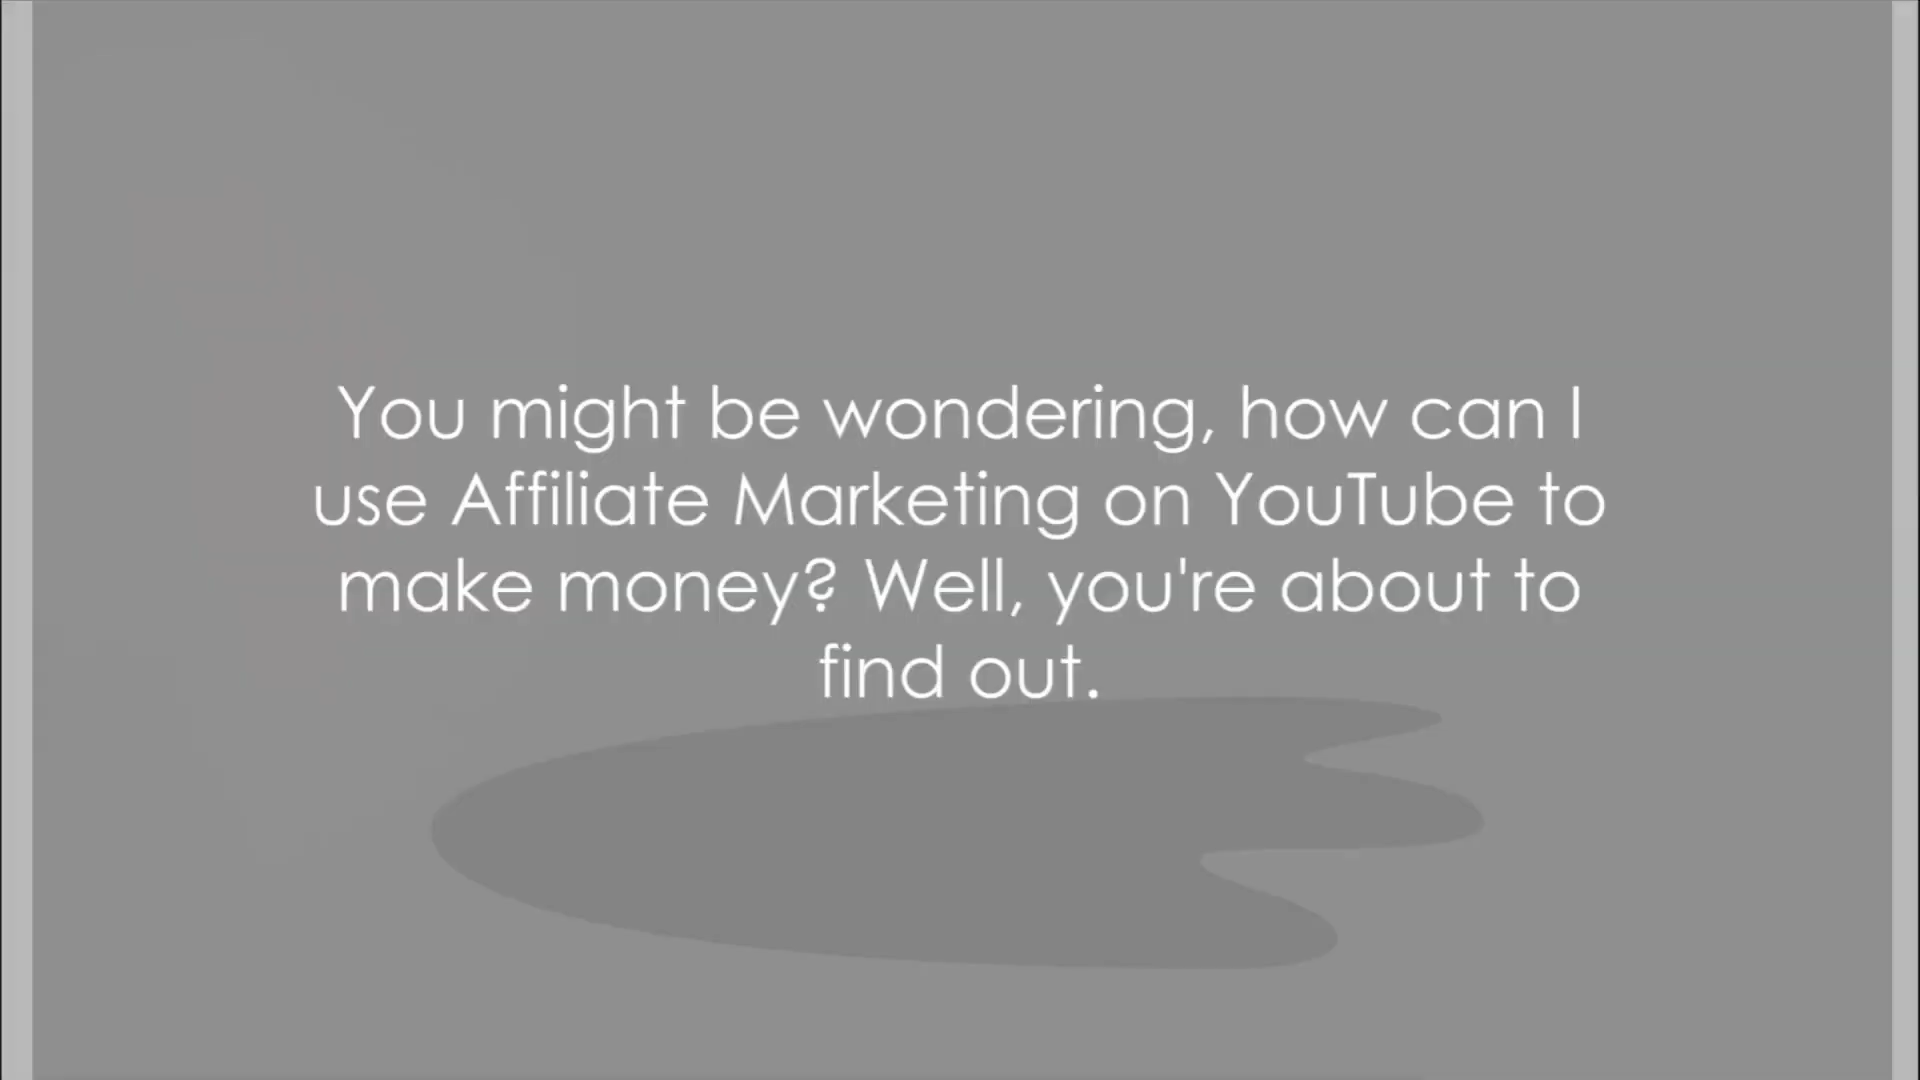 You might be wondering, how can I
use Affiliate Marketing on YouTube to
make money? Well, you're about to
find out.